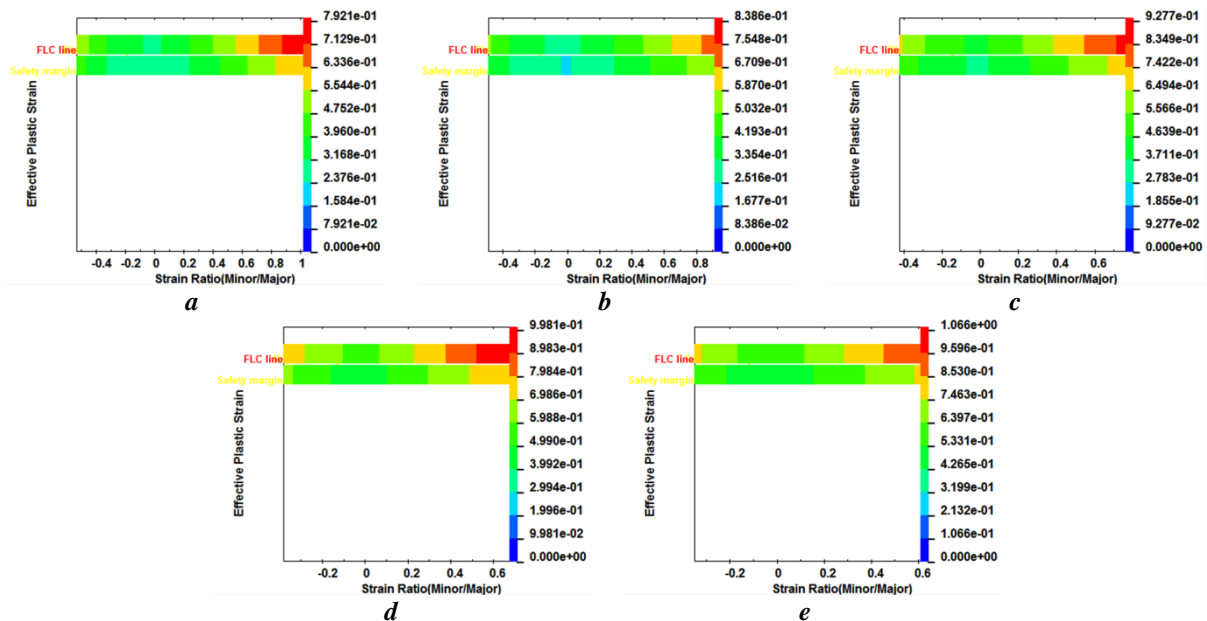 7.921e-01
7.129e-01
6.336e-01
5.544e-01
4.752e-01
3.960e-01
3.168e-01
2.376e-01
1.584e-01
7.921e-02
0.000e+00
FLC line
Safety margin
Effective Plastic Strain
-0.4 -0.2 0 0.2 0.4 0.6 0.8 1
Strain Ratio(Minor/Major)
a
8.386e-01
7.548e-01
6.709e-01
5.870e-01
5.032e-01
4.193e-01
3.354e-01
2.516e-01
1.677e-01
8.386e-02
0.000e+00
FLC line
Safety margin
Effective Plastic Strain
-0.4 -0.2 0 0.2 0.4 0.6 0.8
Strain Ratio(Minor/Major)
b
9.277e-01
8.349e-01
7.422e-01
6.494e-01
5.566e-01
4.639e-01
3.711e-01
2.783e-01
1.855e-01
9.277e-02
0.000e+00
FLC line
Safety margin
Effective Plastic Strain
-0.4 -0.2 0 0.2 0.4 0.6
Strain Ratio(Minor/Major)
c
9.981e-01
8.983e-01
7.984e-01
6.986e-01
5.988e-01
4.990e-01
3.992e-01
2.994e-01
1.996e-01
9.981e-02
0.000e+00
FLC line
Safety margin
Effective Plastic Strain
-0.2 0 0.2 0.4 0.6
Strain Ratio(Minor/Major)
d
1.066e+00
9.596e-01
8.530e-01
7.463e-01
6.397e-01
5.331e-01
4.265e-01
3.199e-01
2.132e-01
1.066e-01
0.000e+00
FLC line
Safety margin
Effective Plastic Strain
-0.2 0 0.2 0.4 0.6
Strain Ratio(Minor/Major)
e